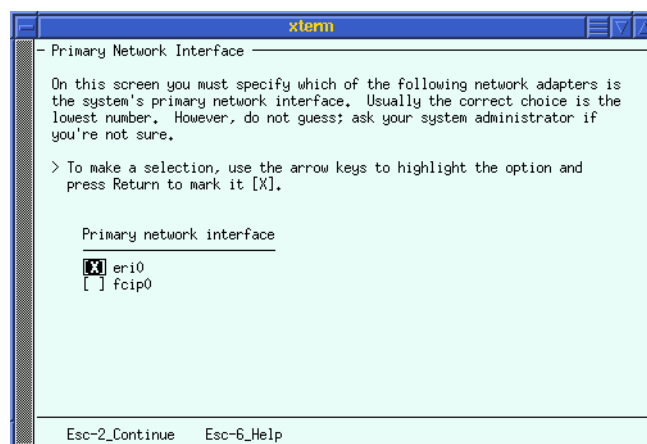 xterm
Primary Network Interface
On this screen you must specify which of the following network adapters is
the system's primary network interface.  Usually the correct choice is the
lowest number.  However, do not guess; ask your system administrator if
you're not sure.
> To make a selection, use the arrow keys to highlight the option and
press Return to mark it [X].
Primary network interface
[X] eri0
[ ] fcip0
Esc-2_Continue    Esc-6_Help